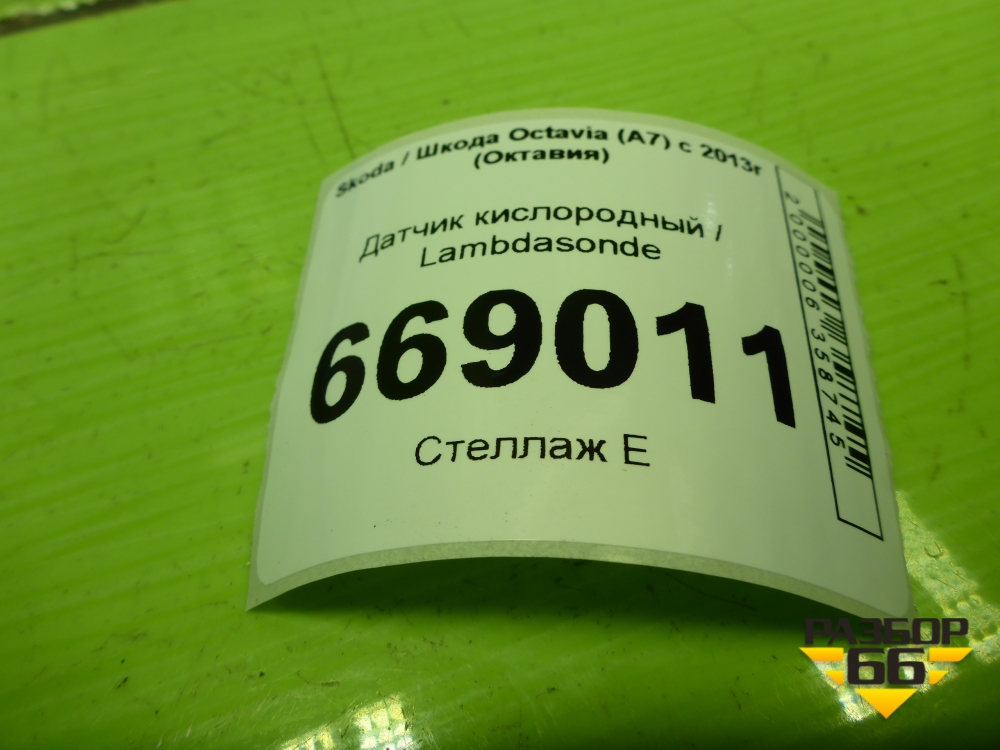 Skoda / Шкода Octavia (A7) с 2013г
(Октавия)
Датчик кислородный /
Lambdasonde
669011
Стеллаж Е
2000006358745
РАЗБОР
66